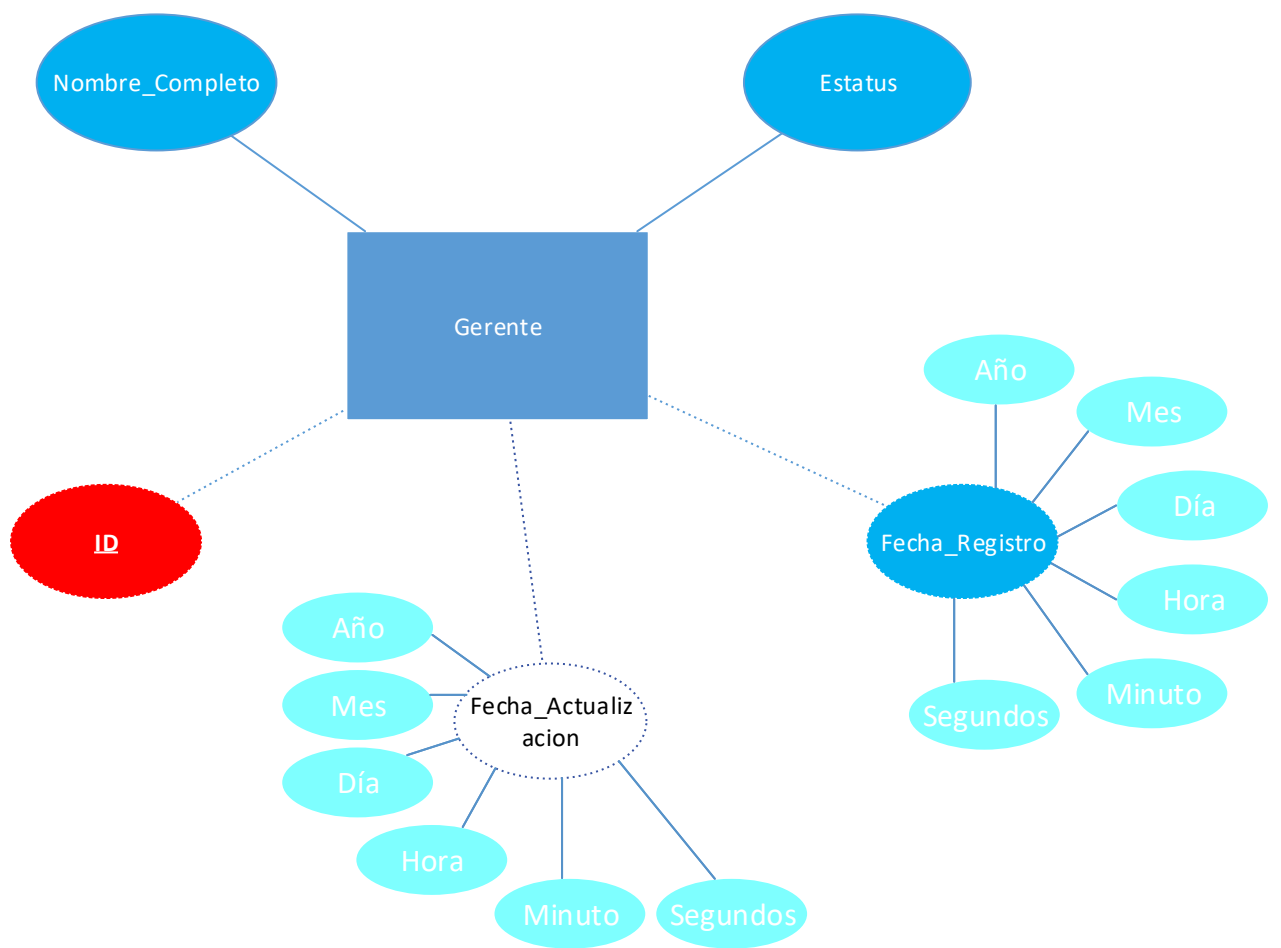 Nombre_Completo
Estatus
Gerente
Año
Mes
Día
Hora
Minuto
Segundos
Fecha_Registro
ID
Año
Mes
Día
Hora
Minuto
Segundos
Fecha_Actualiz
acion